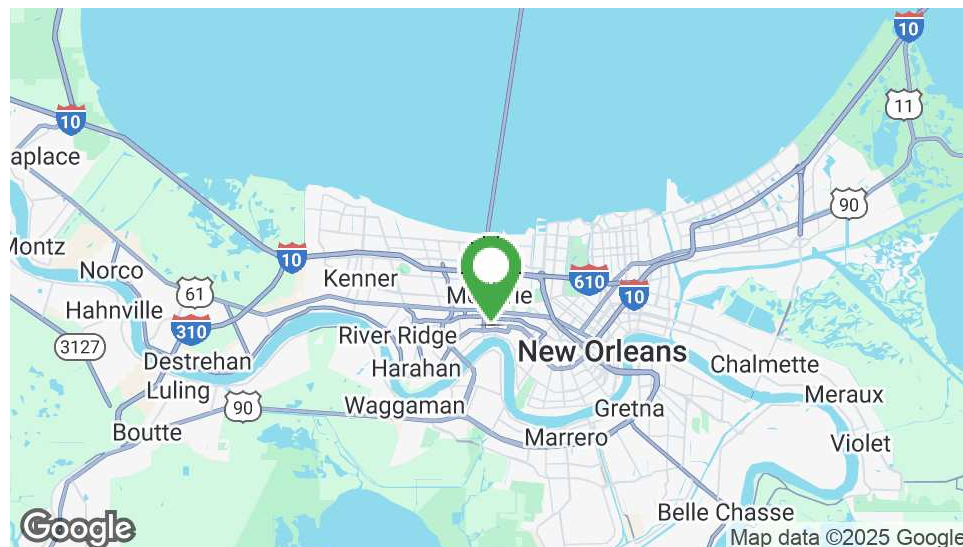 10
11
10
aplace
90
Montz
10
Norco
Kenner
610
61
10
Hahnville
310
River Ridge
3127
New Orleans
Destrehan
Harahan
Chalmette
Luling
Meraux
90
Waggaman
Gretna
Boutte
Marrero
Violet
Belle Chasse
Google
Map data ©2025 Google